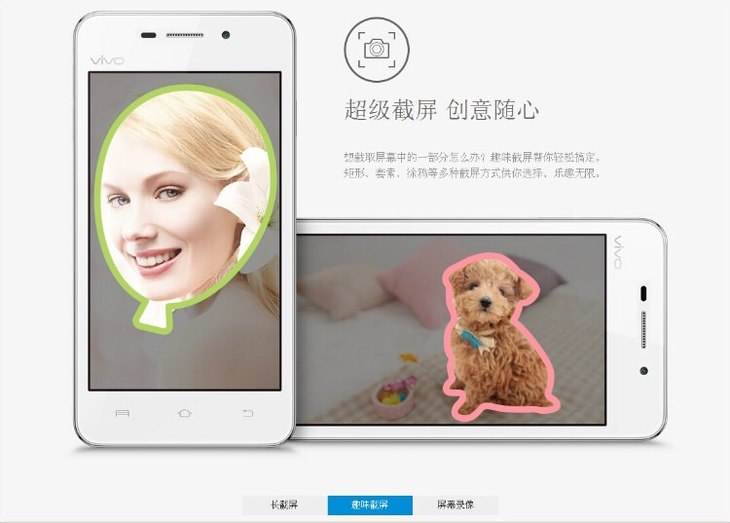 vivo
超级截屏 创意随心
想截取屏幕中的一部分怎么办？趣味截屏帮你轻松搞定。
矩形、套索、涂鸦等多种截屏方式供你选择，乐趣无限。
vivo
长截屏 趣味截屏 屏幕录像